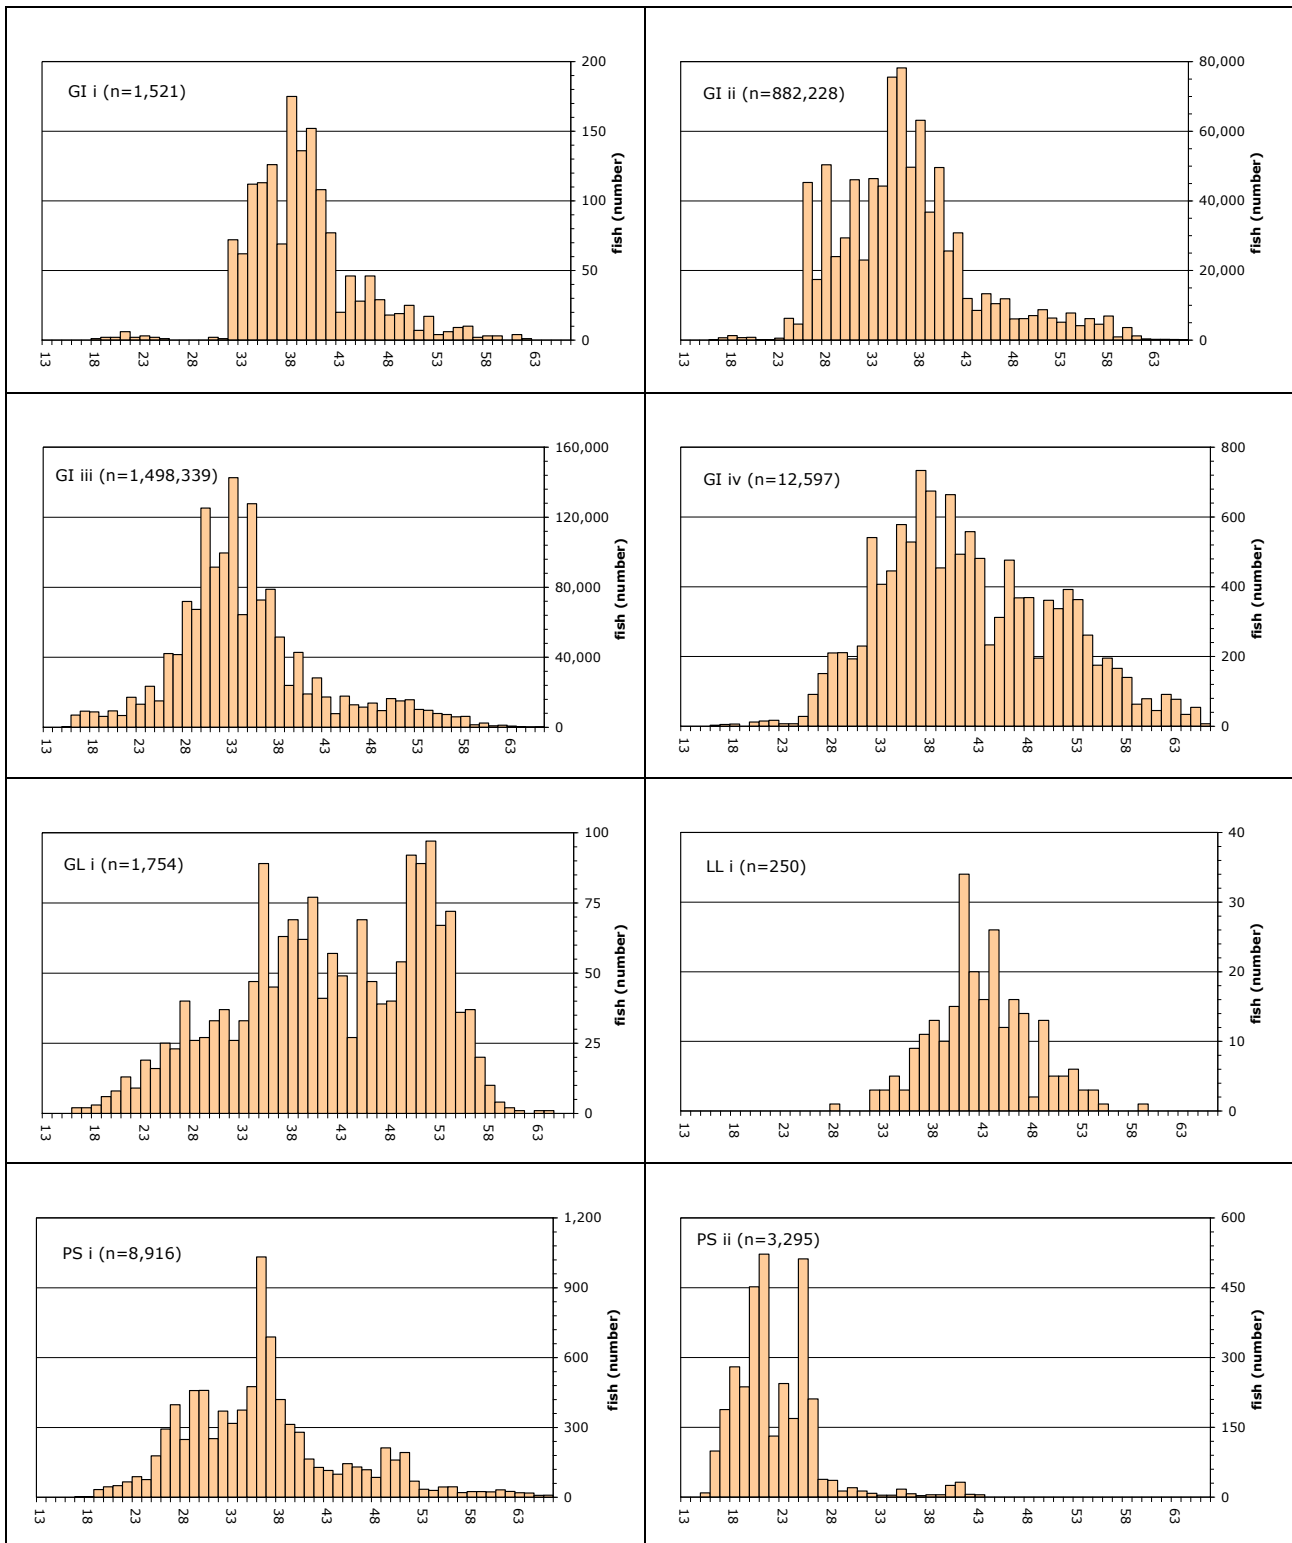 GI i (n=1,521)
200
150
100
50
0
fish (number)
13 18 23 28 33 38 43 48 53 58 63
GI ii (n=882,228)
80,000
60,000
40,000
20,000
0
fish (number)
13 18 23 28 33 38 43 48 53 58 63
GI iii (n=1,498,339)
160,000
120,000
80,000
40,000
0
fish (number)
13 18 23 28 33 38 43 48 53 58 63
GI iv (n=12,597)
800
600
400
200
0
fish (number)
13 18 23 28 33 38 43 48 53 58 63
GL i (n=1,754)
100
75
50
25
0
fish (number)
13 18 23 28 33 38 43 48 53 58 63
LL i (n=250)
40
30
20
10
0
fish (number)
13 18 23 28 33 38 43 48 53 58 63
PS i (n=8,916)
1,200
900
600
300
0
fish (number)
13 18 23 28 33 38 43 48 53 58 63
PS ii (n=3,295)
600
450
300
150
0
fish (number)
13 18 23 28 33 38 43 48 53 58 63